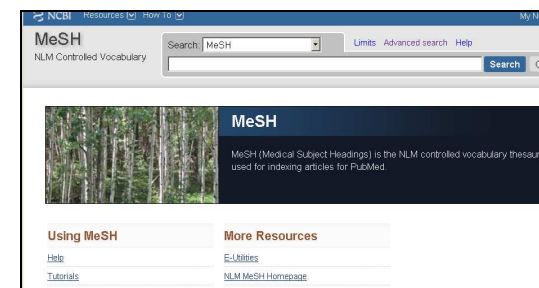 NCBI Resources How To My N
MeSH
NLM Controlled Vocabulary
Search: MeSH
Limits Advanced search Help
Search
MeSH
MeSH (Medical Subject Headings) is the NLM controlled vocabulary thesaur
used for indexing articles for PubMed.
Using MeSH
Help
Tutorials
More Resources
E-Utilities
NLM MeSH Homepage